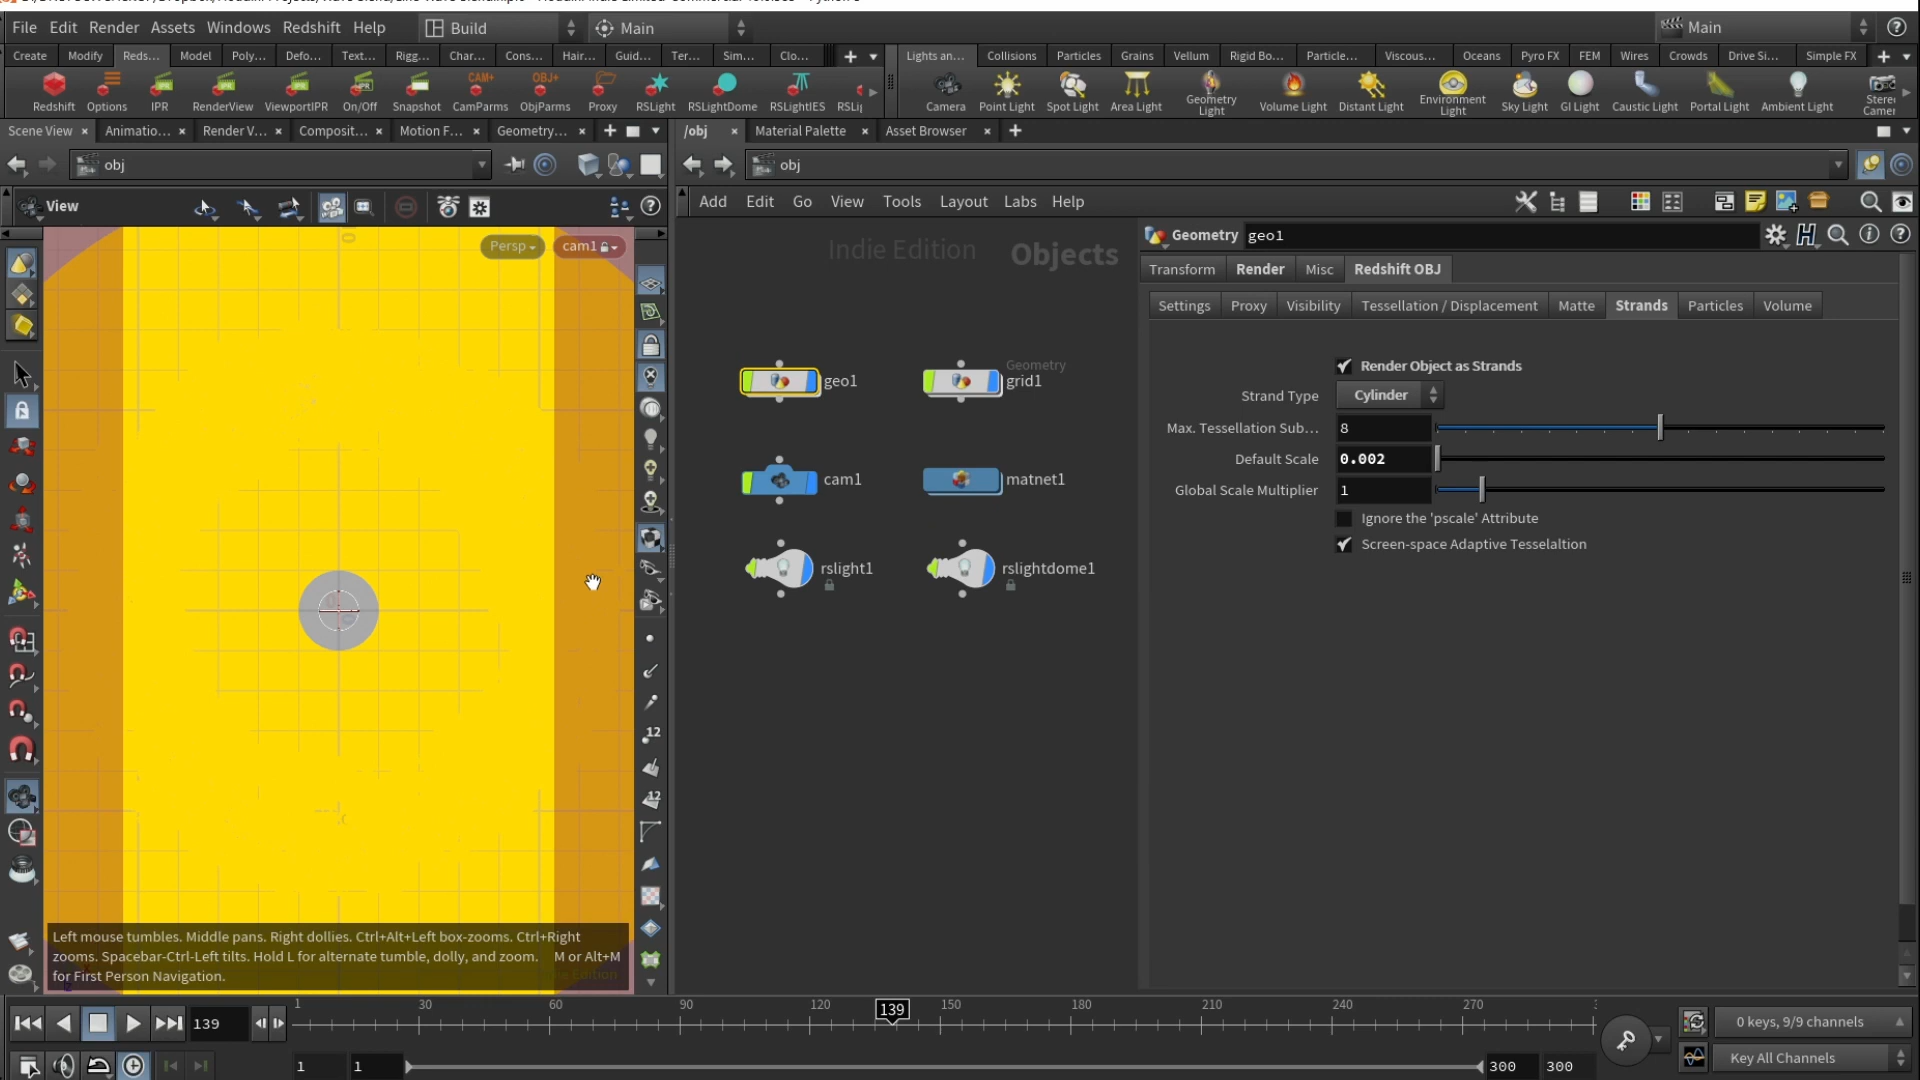 File Edit Render Assets Windows Redshift Help Build Main Main
Create Modify Reds... Model Poly... Defo... Text... Rigg... Char... Cons... Hair... Guid... Ter... Sim... Clo... Lights an... Collisions Particles Grains Vellum Rigid Bo... Particle... Viscous... Oceans Pyro FX FEM Wires Crowds Drive Si... Simple FX
Redshift Options IPR RenderView ViewportIPR On/Off Snapshot CamParms ObjParms Proxy RSLight RSLightDome RSLightIES RSLi Camera Point Light Spot Light Area Light Geometry Light Volume Light Distant Light Environment Light Sky Light GI Light Caustic Light Portal Light Ambient Light Stereo Camer
Scene View Animatio... Render V... Composit... Motion F... Geometry... /obj Material Palette Asset Browser
obj obj
View Add Edit Go View Tools Layout Labs Help
Persp cam1
Indie Edition Objects
Geometry geo1
Transform Render Misc Redshift OBJ
Settings Proxy Visibility Tessellation / Displacement Matte Strands Particles Volume
Geometry
geo1 grid1
cam1 matnet1
rslight1 rslightdome1
Render Object as Strands
Strand Type Cylinder
Max. Tessellation Sub... 8
Default Scale 0.002
Global Scale Multiplier 1
Ignore the 'pscale' Attribute
Screen-space Adaptive Tesselaltion
12
12
Left mouse tumbles. Middle pans. Right dollies. Ctrl+Alt+Left box-zooms. Ctrl+Right
zooms. Spacebar-Ctrl-Left tilts. Hold L for alternate tumble, dolly, and zoom. M or Alt+M
for First Person Navigation.
1 30 60 90 120 139 150 180 210 240 270
139
0 keys, 9/9 channels
1 1 300 300
Key All Channels